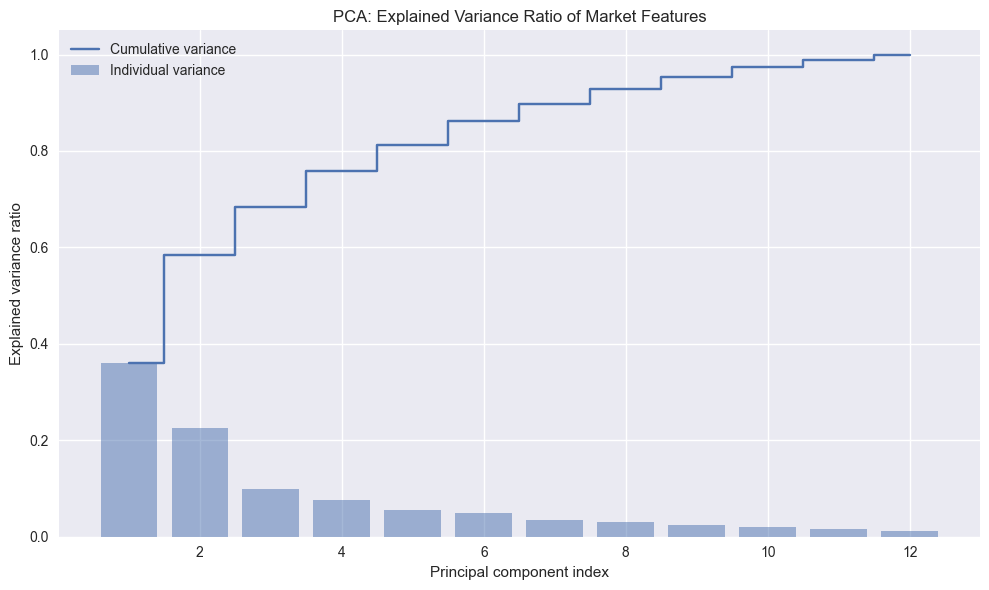 PCA: Explained Variance Ratio of Market Features
Cumulative variance
Individual variance
Explained variance ratio
1.0
0.8
0.6
0.4
0.2
0.0
2 4 6 8 10 12
Principal component index